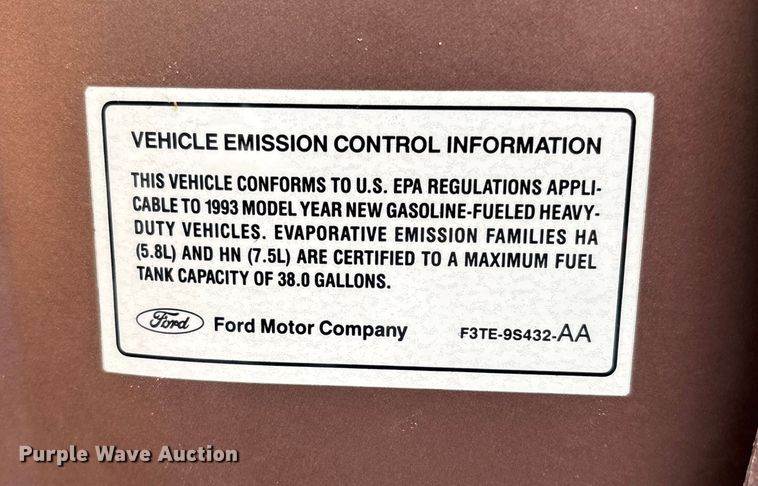 VEHICLE EMISSION CONTROL INFORMATION
THIS VEHICLE CONFORMS TO U.S. EPA REGULATIONS APPLI-
CABLE TO 1993 MODEL YEAR NEW GASOLINE-FUELED HEAVY-
DUTY VEHICLES. EVAPORATIVE EMISSION FAMILIES HA
(5.8L) AND HN (7.5L) ARE CERTIFIED TO A MAXIMUM FUEL
TANK CAPACITY OF 38.0 GALLONS.
Ford Ford Motor Company F3TE-9S432-AA
Purple Wave Auction